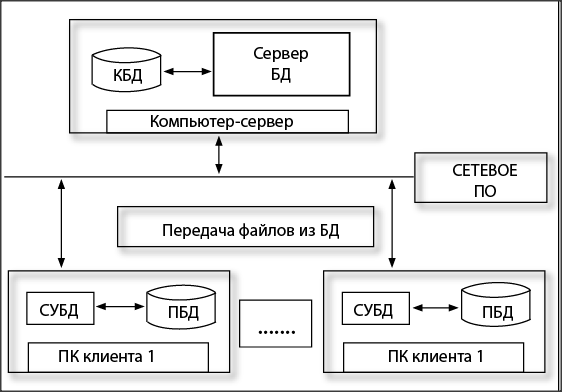 КБД
Сервер
БД
Компьютер-сервер
СЕТЕВОЕ
ПО
Передача файлов из БД
СУБД
ПБД
ПК клиента 1
.......
СУБД
ПБД
ПК клиента 1